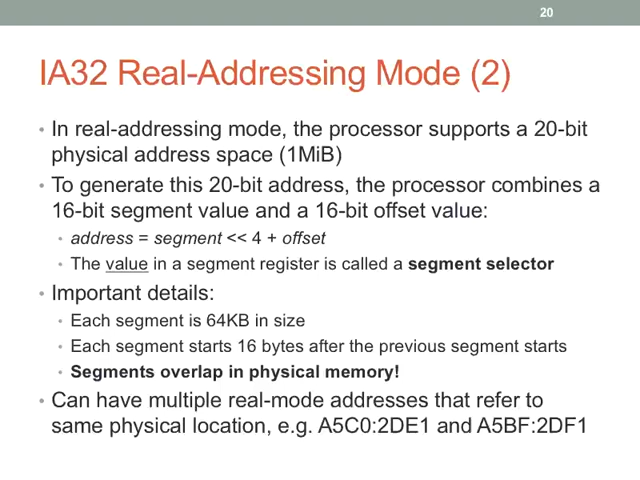 20
IA32 Real-Addressing Mode (2)
• In real-addressing mode, the processor supports a 20-bit
physical address space (1MiB)
• To generate this 20-bit address, the processor combines a
16-bit segment value and a 16-bit offset value:
• address = segment << 4 + offset
• The value in a segment register is called a segment selector
• Important details:
• Each segment is 64KB in size
• Each segment starts 16 bytes after the previous segment starts
• Segments overlap in physical memory!
• Can have multiple real-mode addresses that refer to
same physical location, e.g. A5C0:2DE1 and A5BF:2DF1